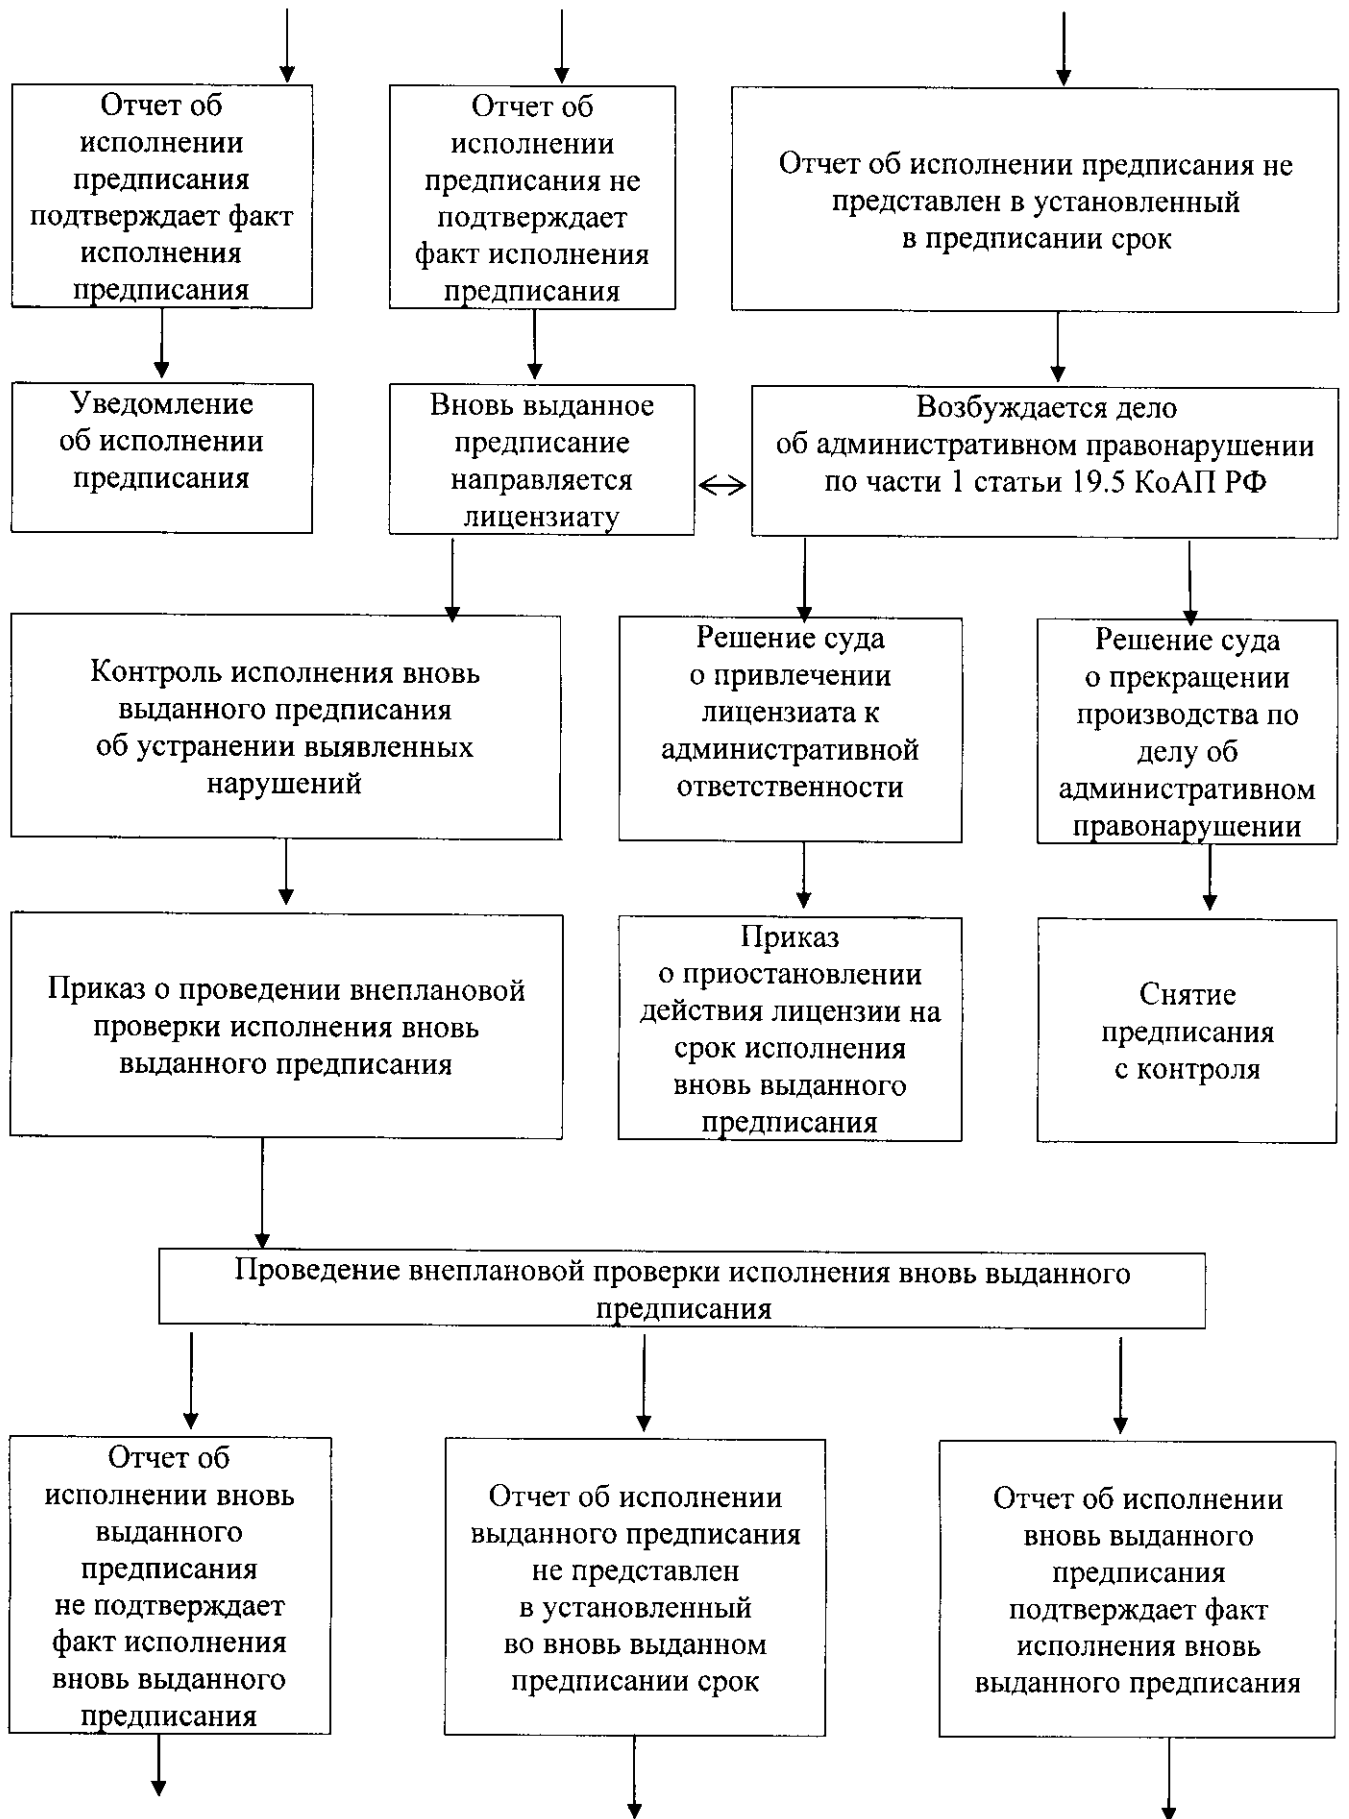 Отчет об
исполнении
предписания
подтверждает факт
исполнения
предписания
Отчет об
исполнении
предписания не
подтверждает
факт исполнения
предписания
Отчет об исполнении предписания не
представлен в установленный
в предписании срок
Уведомление
об исполнении
предписания
Вновь выданное
предписание
направляется
лицензиату
Возбуждается дело
об административном правонарушении
по части 1 статьи 19.5 КоАП РФ
Контроль исполнения вновь
выданного предписания
об устранении выявленных
нарушений
Решение суда
о привлечении
лицензиата к
административной
ответственности
Решение суда
о прекращении
производства по
делу об
административном
правонарушении
Приказ о проведении внеплановой
проверки исполнения вновь
выданного предписания
Приказ
о приостановлении
действия лицензии на
срок исполнения
вновь выданного
предписания
Снятие
предписания
с контроля
Проведение внеплановой проверки исполнения вновь выданного
предписания
Отчет об
исполнении вновь
выданного
предписания
не подтверждает
факт исполнения
вновь выданного
предписания
Отчет об исполнении
выданного предписания
не представлен
в установленный
во вновь выданном
предписании срок
Отчет об исполнении
вновь выданного
предписания
подтверждает факт
исполнения вновь
выданного предписания